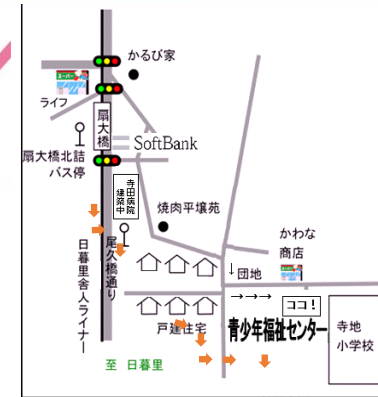 かるび家
スーパー
ライフ
扇大橋
SoftBank
扇大橋北詰
バス停
寺田病院
建築中
焼肉平壌苑
かわな
商店
尾久橋通り
日暮里舎人ライナー
↓団地
→→→
ココ！
戸建住宅
青少年福祉センター
寺地
小学校
至 日暮里